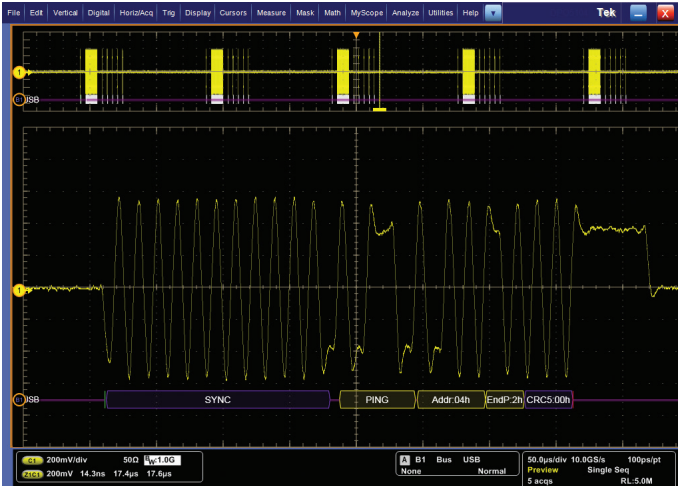 File Edit Vertical Digital Horiz/Acq Trig Display Cursors Measure Mask Math MyScope Analyze Utilities Help Tek X
1
B1 USB
1
B1 USB SYNC PING Addr:04h EndP:2h CRC5:00h
C1 200mV/div 50Ω BW:1.0G
Z1C1 200mV 14.3ns 17.4µs 17.6µs
A B1 Bus USB
None Normal
50.0µs/div 10.0GS/s 100ps/pt
Preview Single Seq
5 acqs RL:5.0M